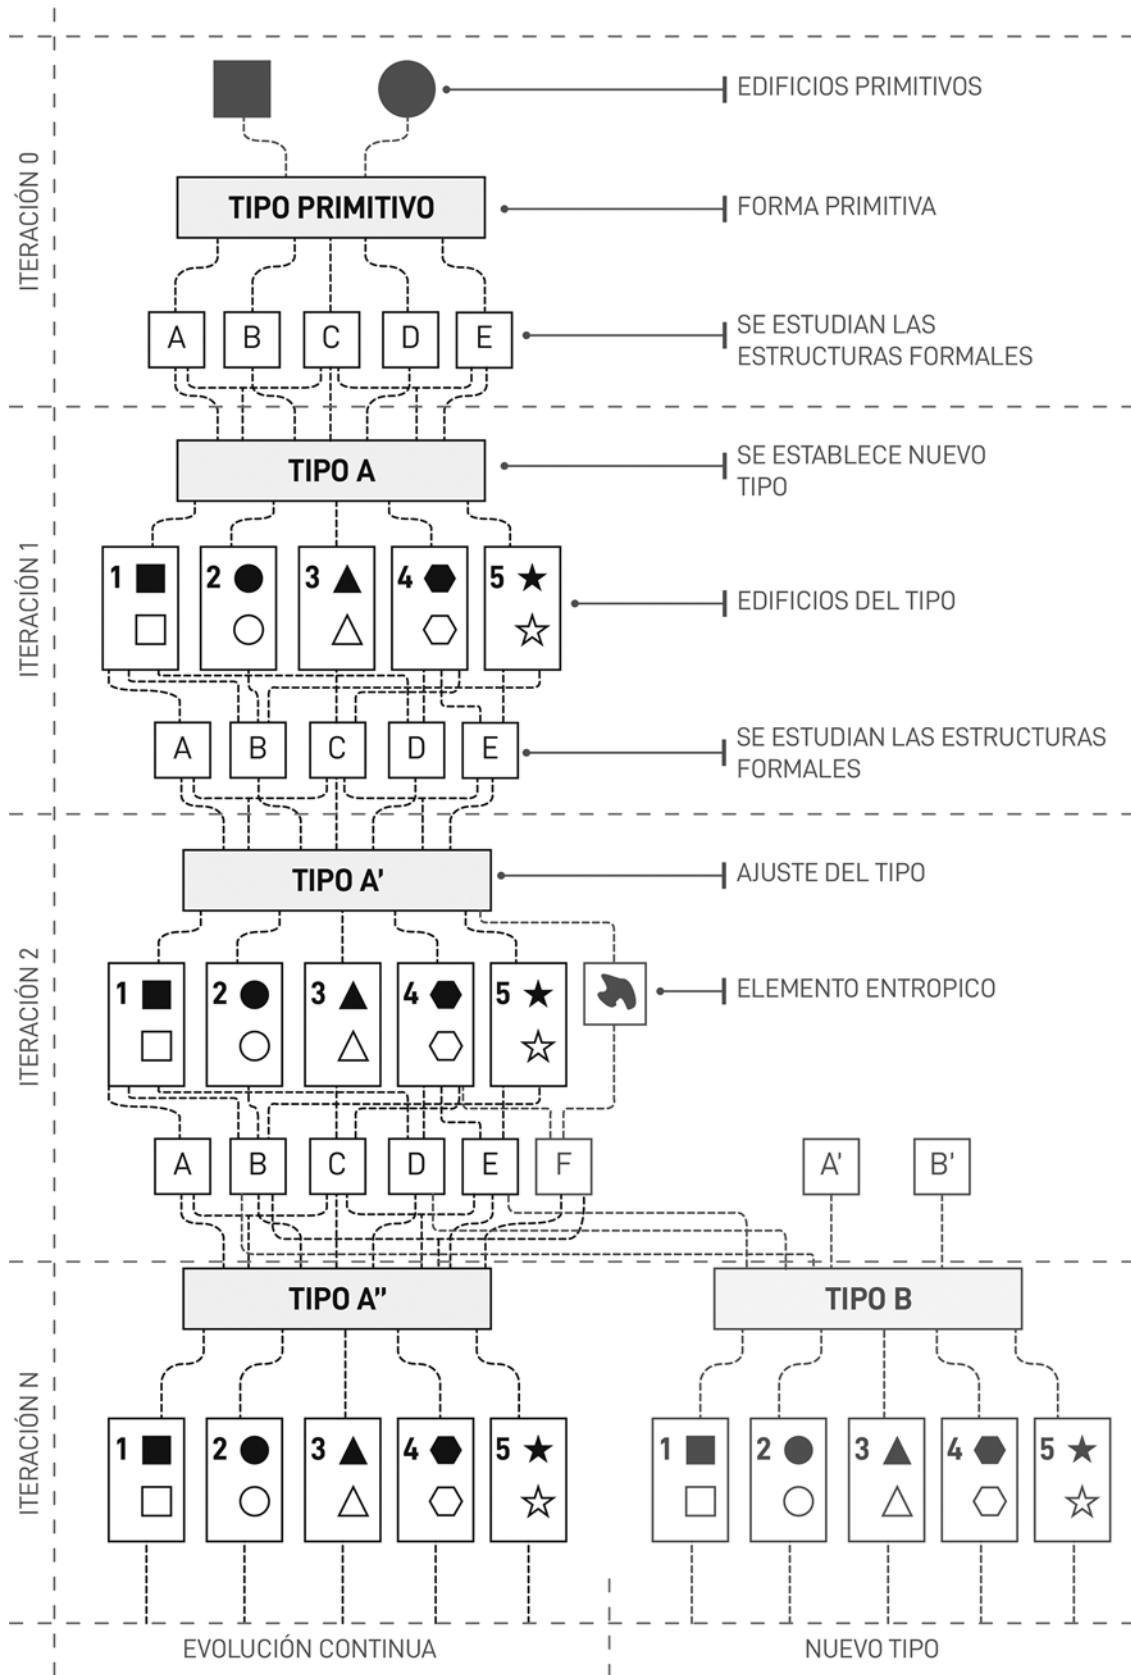 ITERACIÓN 0
EDIFICIOS PRIMITIVOS
TIPO PRIMITIVO
FORMA PRIMITIVA
A B C D E
SE ESTUDIAN LAS
ESTRUCTURAS FORMALES
ITERACIÓN 1
TIPO A
SE ESTABLECE NUEVO
TIPO
1 2 3 4 5
EDIFICIOS DEL TIPO
A B C D E
SE ESTUDIAN LAS ESTRUCTURAS
FORMALES
ITERACIÓN 2
TIPO A'
AJUSTE DEL TIPO
1 2 3 4 5
ELEMENTO ENTROPICO
A B C D E F A' B'
ITERACIÓN N
TIPO A'' TIPO B
1 2 3 4 5 1 2 3 4 5
EVOLUCIÓN CONTINUA NUEVO TIPO